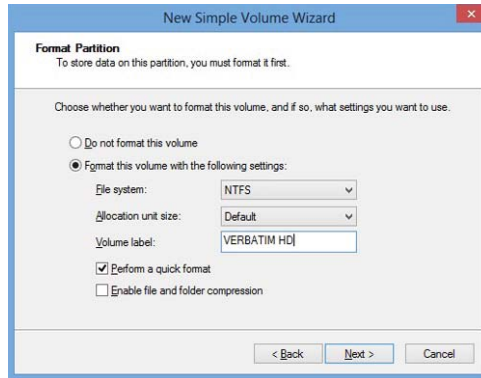 New Simple Volume Wizard
Format Partition
To store data on this partition, you must format it first.
Choose whether you want to format this volume, and if so, what settings you want to use.
Do not format this volume
Format this volume with the following settings:
File system: NTFS
Allocation unit size: Default
Volume label: VERBATIM HD
Perform a quick format
Enable file and folder compression
< Back Next > Cancel